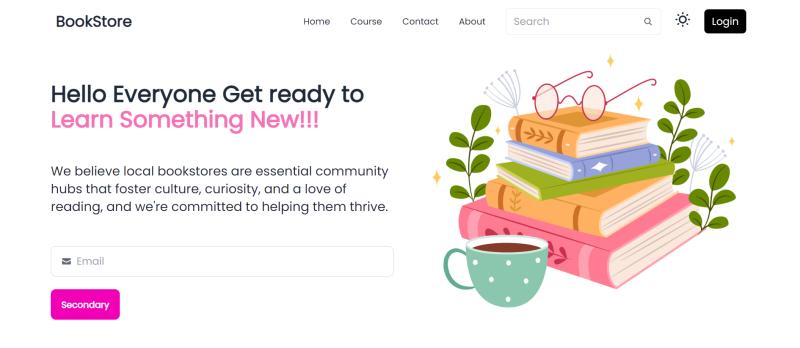 BookStore
Home Course Contact About Search Login
Hello Everyone Get ready to
Learn Something New!!!
We believe local bookstores are essential community
hubs that foster culture, curiosity, and a love of
reading, and we're committed to helping them thrive.
Email
Secondary